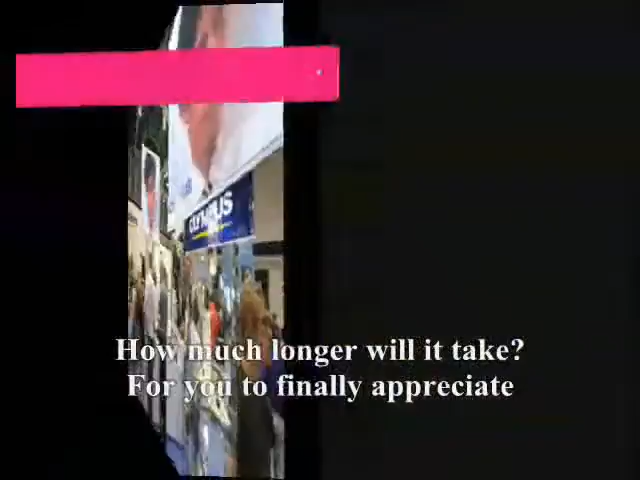 OLYMPUS
How much longer will it take?
For you to finally appreciate